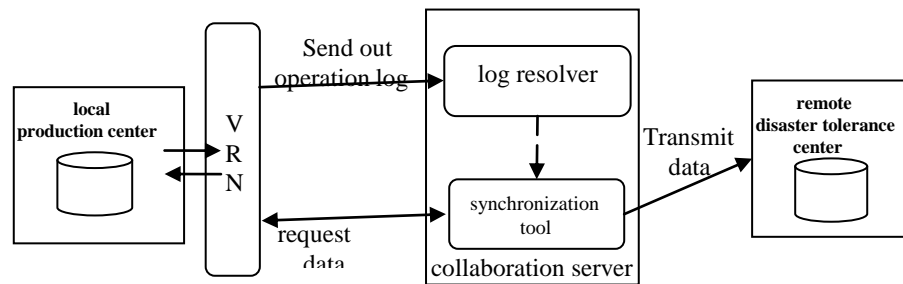 local
production center
V
R
N
Send out
operation log
log resolver
synchronization
tool
request
data
collaboration server
Transmit
data
remote
disaster tolerance
center